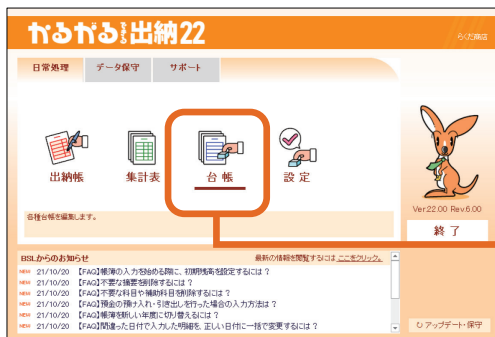 かるがるできる出納22
らくだ商店
日常処理 データ保守 サポート
出納帳 集計表 台帳 設定
各種台帳を編集します。
Ver.22.00 Rev.6.00
終了
BSLからのお知らせ 最新の情報を閲覧するには ここをクリック。
NEW 21/10/20 【FAQ】帳簿の入力を始める際に、初期残高を設定するには？
NEW 21/10/20 【FAQ】不要な摘要を削除するには？
NEW 21/10/20 【FAQ】不要な科目や補助科目を削除するには？
NEW 21/10/20 【FAQ】預金の預け入れ・引き出しを行った場合の入力方法は？
NEW 21/10/20 【FAQ】帳簿を新しい年度に切り替えるには？
NEW 21/10/20 【FAQ】間違った日付で入力した明細を、正しい日付に一括で変更するには？
アップデート・保守